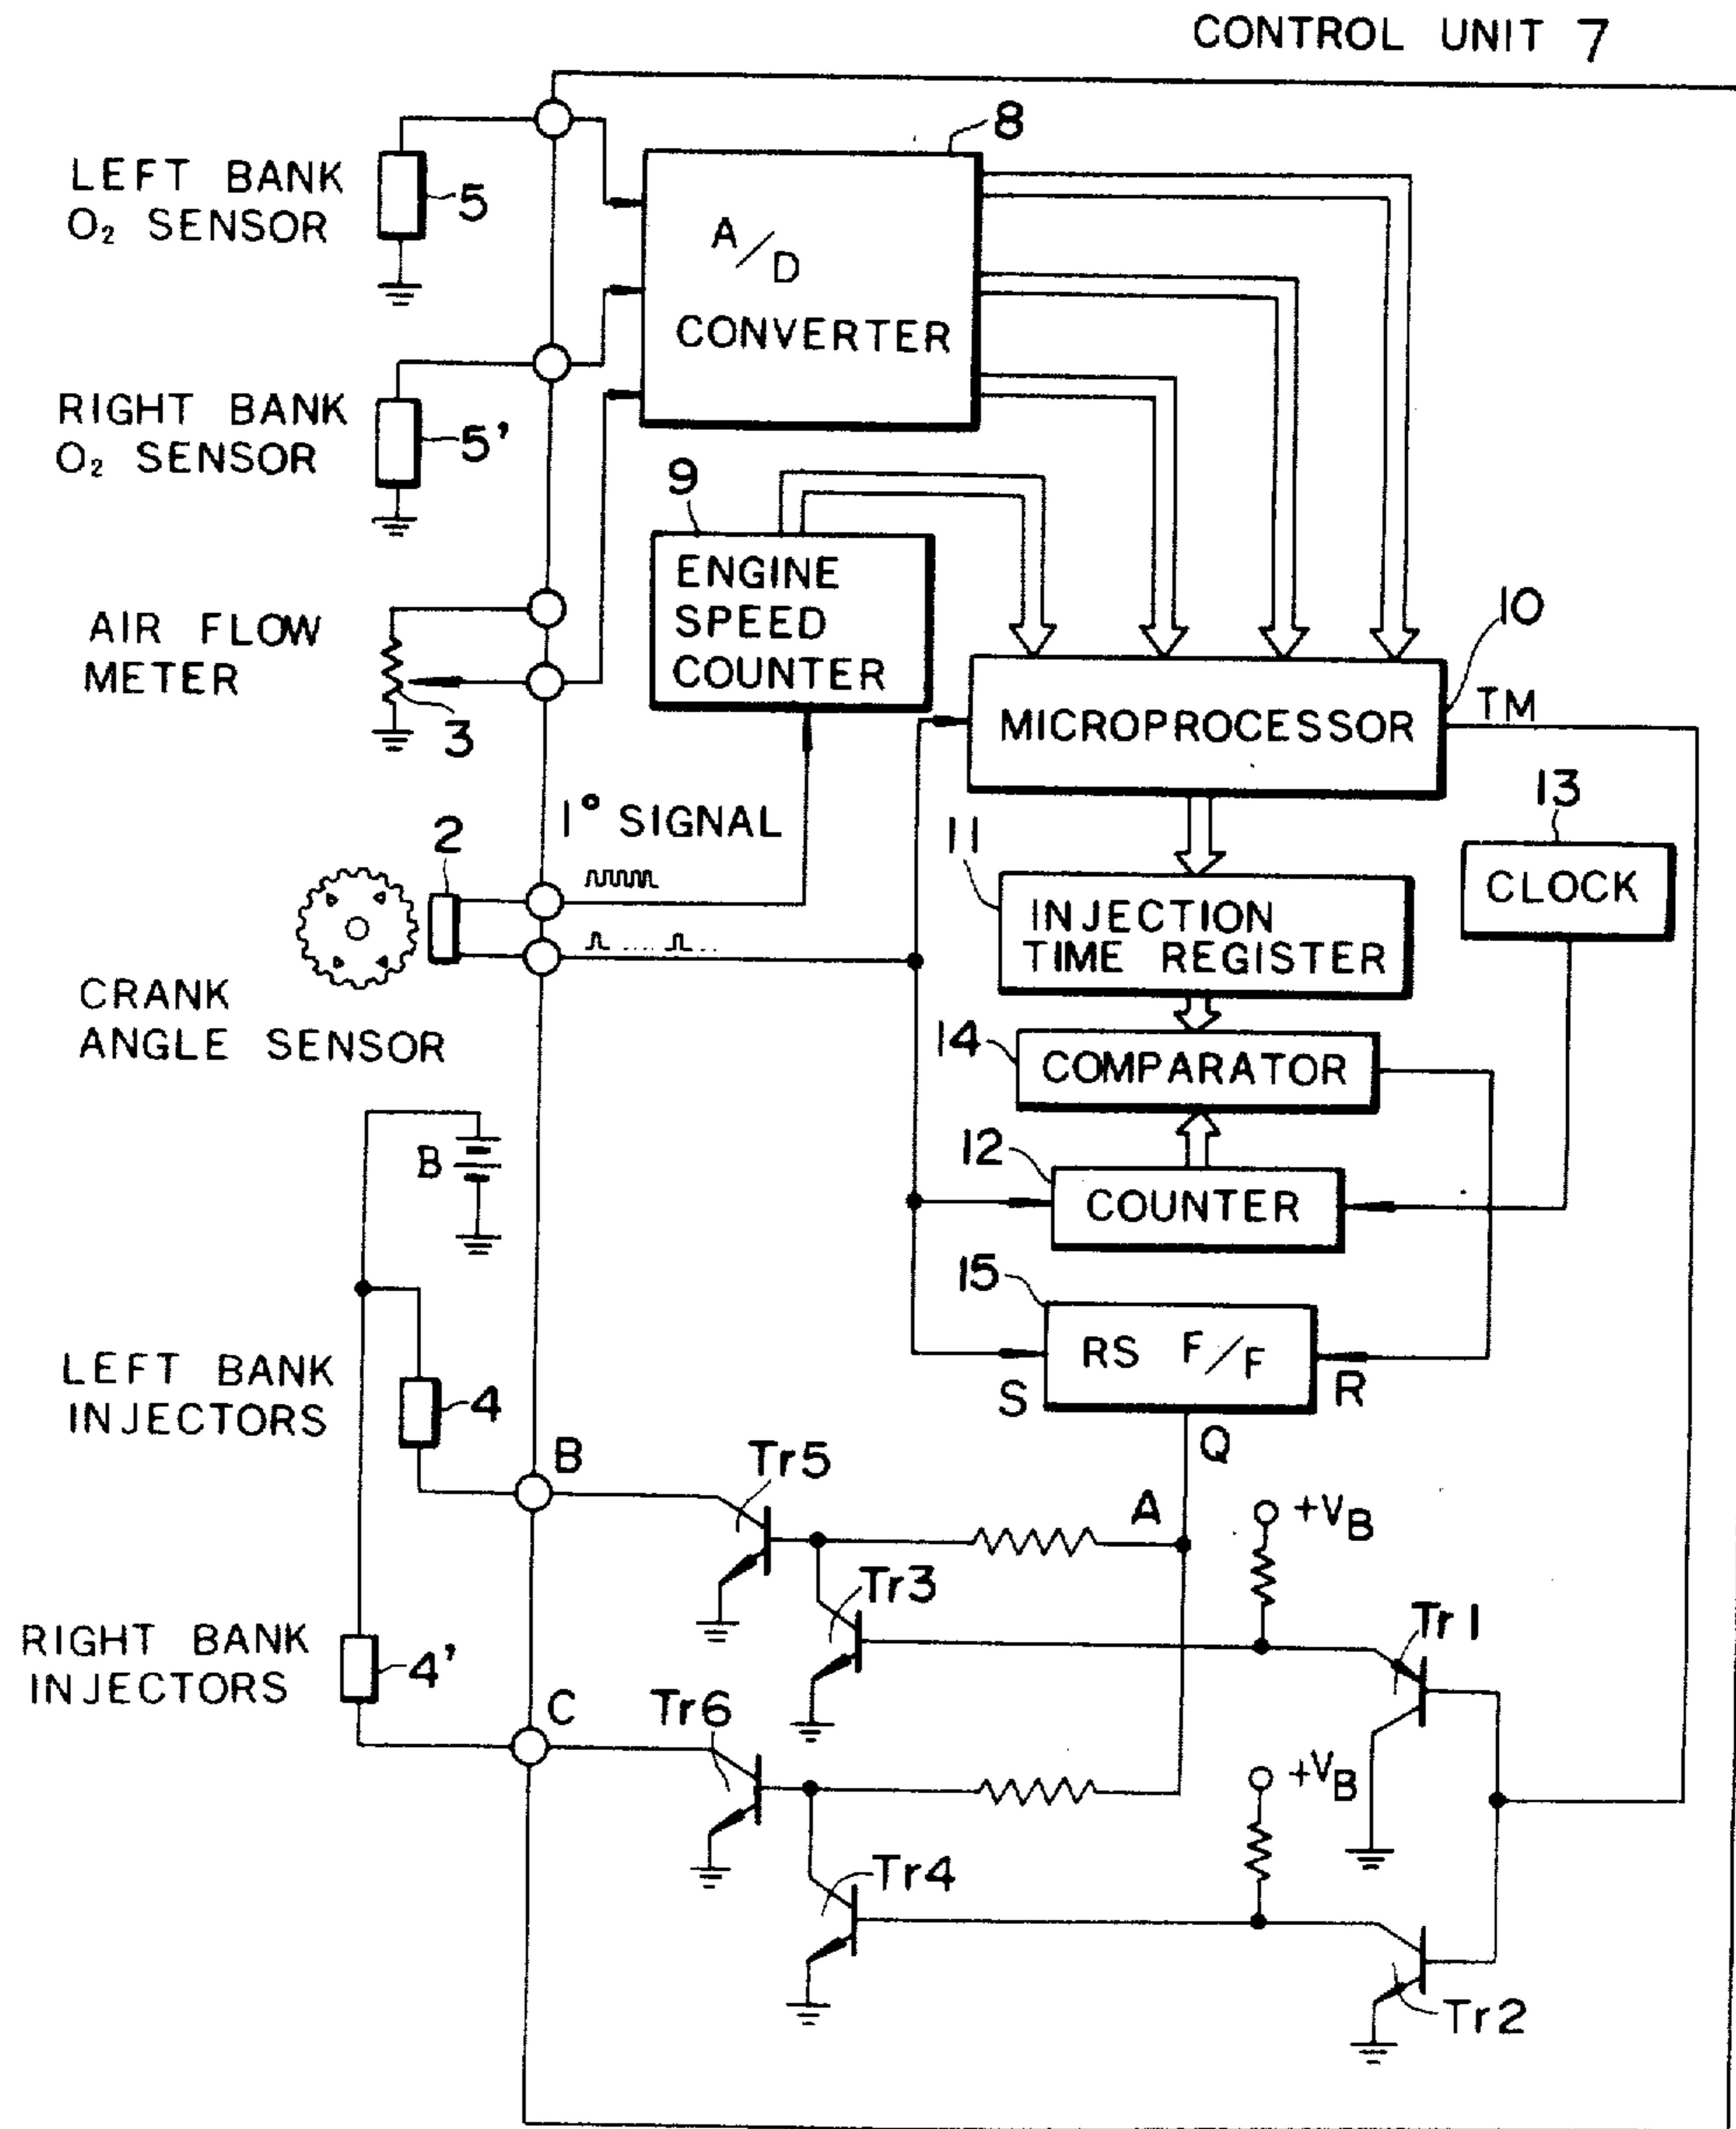 CONTROL UNIT 7
8
LEFT BANK
O₂ SENSOR
5
A/D
CONVERTER
RIGHT BANK
O₂ SENSOR
5'
9
ENGINE
SPEED
COUNTER
AIR FLOW
METER
3
10
MICROPROCESSOR
TM
1° SIGNAL
2
CRANK
ANGLE SENSOR
11
INJECTION
TIME REGISTER
13
CLOCK
14
COMPARATOR
B
12
COUNTER
15
RS F/F
S
R
Q
LEFT BANK
INJECTORS
4
B
Tr5
A
+VB
Tr3
Tr1
RIGHT BANK
INJECTORS
4'
C
Tr6
+VB
Tr4
Tr2